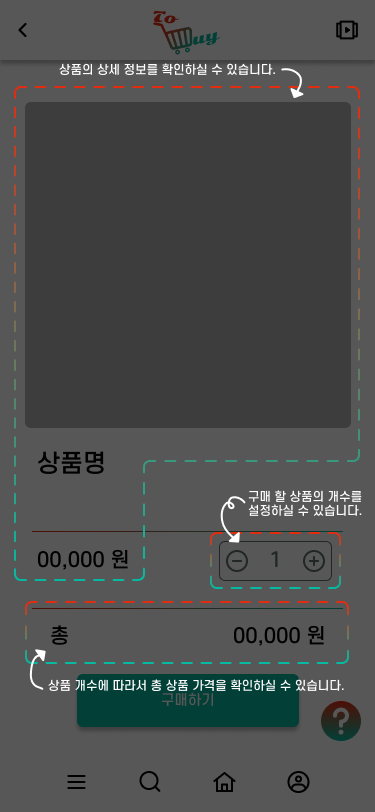 To
Buy
상품의 상세 정보를 확인하실 수 있습니다.
상품명
구매 할 상품의 개수를
설정하실 수 있습니다.
00,000 원
1
총
00,000 원
상품 개수에 따라서 총 상품 가격을 확인하실 수 있습니다.
구매하기
?